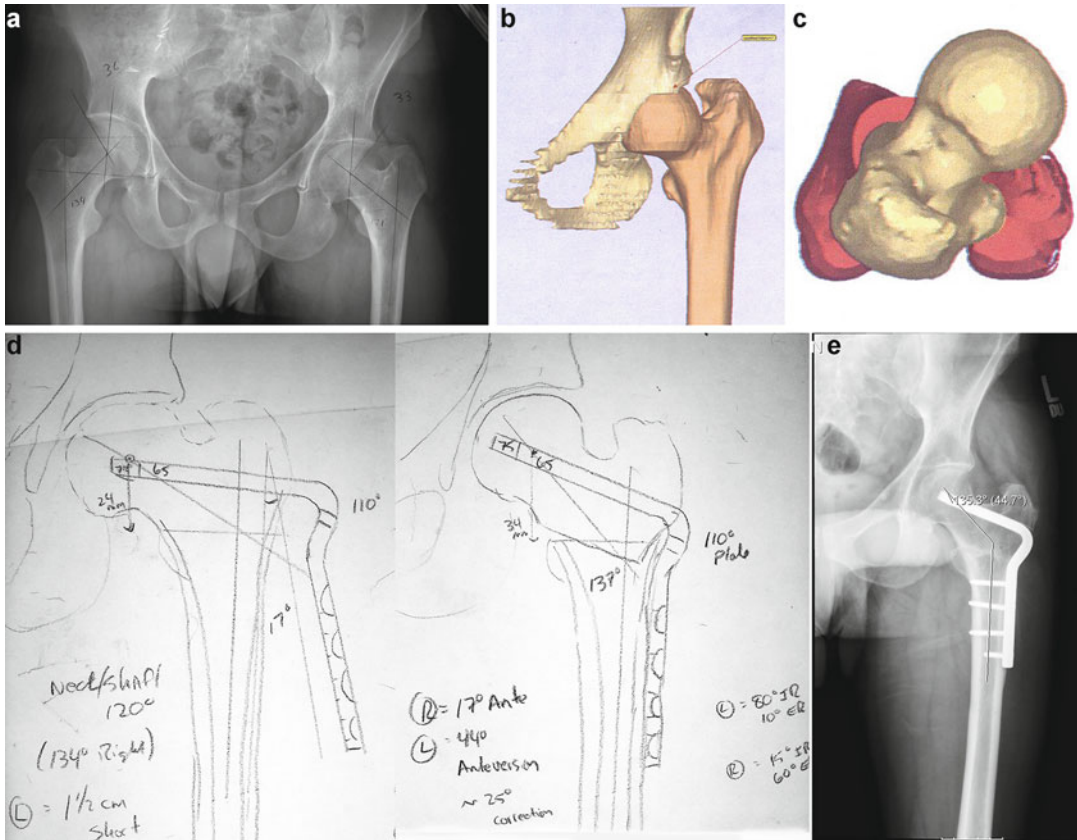 a
36
33
134
b
c
d
65
24
mm
110°
17°
Neck/Shaft
120°
(134° Right)
L = 1 1/2 cm
Short
75
65
34
mm
110°
Plate
137°
R = 17° Ante
L = 44°
Anteversion
~ 25°
correction
L = 80° IR
10° ER
R = IR
60° ER
e
N
135.3° (44.7°)